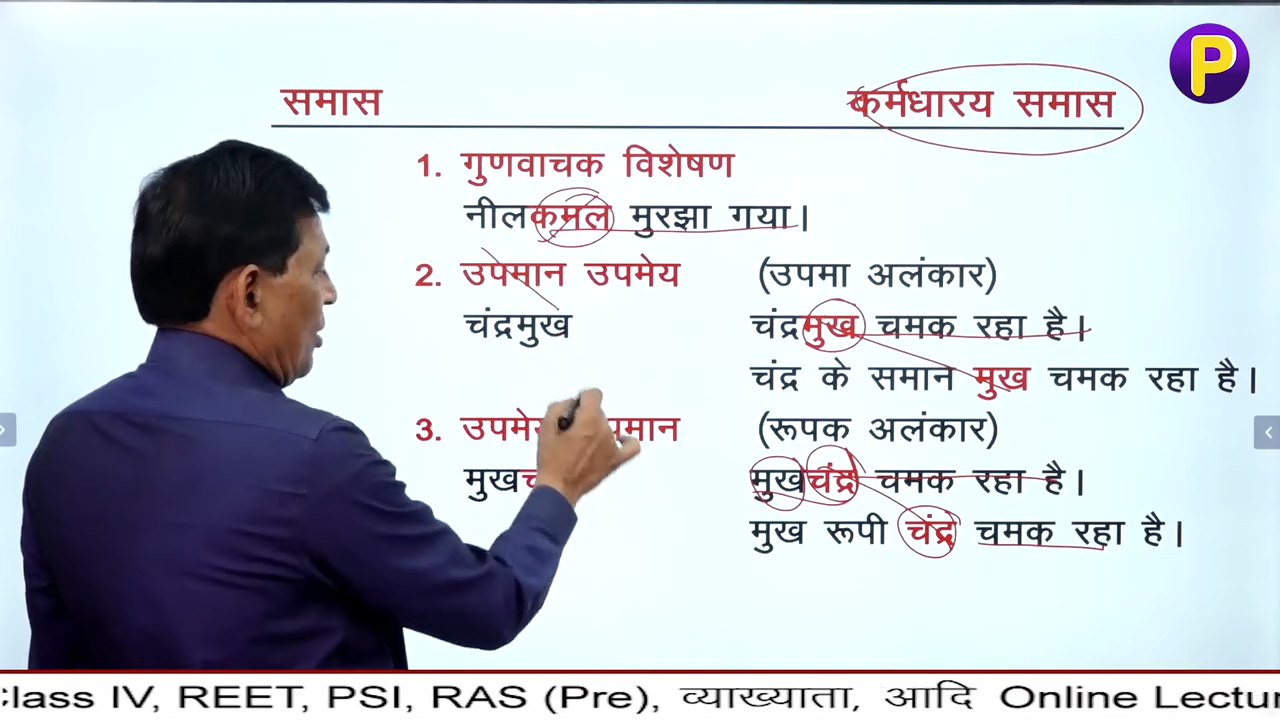 P
समास कर्मधारय समास
1. गुणवाचक विशेषण
नीलकमल मुरझा गया।
2. उपमान उपमेय (उपमा अलंकार)
चंद्रमुख चंद्रमुख चमक रहा है।
चंद्र के समान मुख चमक रहा है।
3. (रूपक अलंकार)
मुखचंद्र चमक रहा है।
मुख रूपी चंद्र चमक रहा है।
Class IV, REET, PSI, RAS (Pre), व्याख्याता, आदि Online